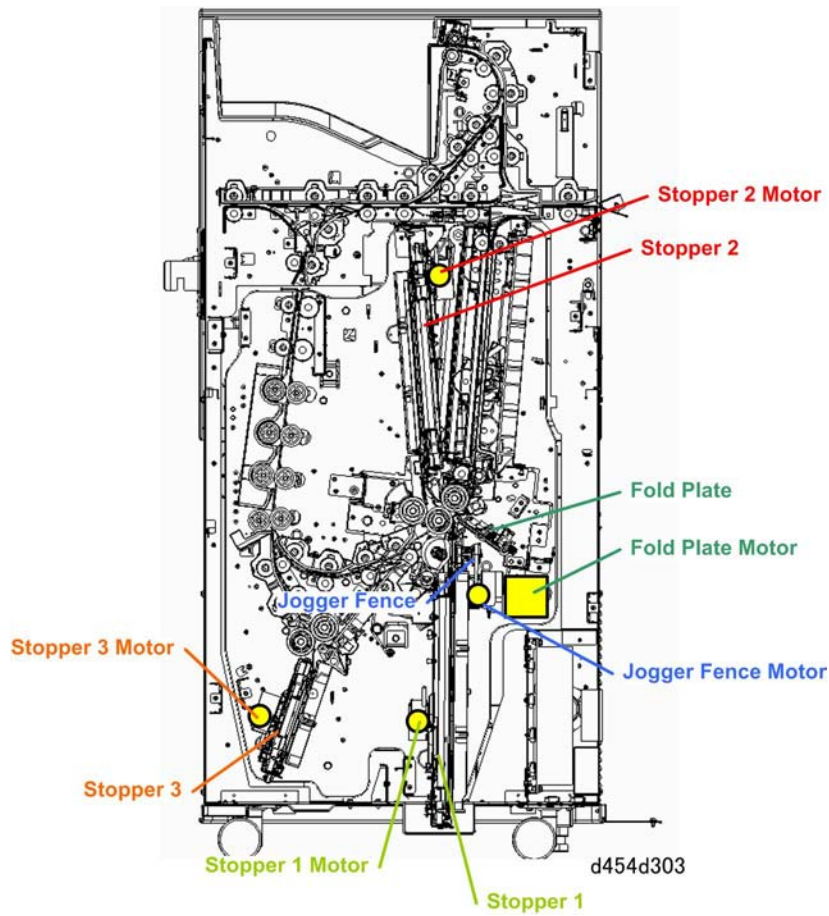 Stopper 2 Motor
Stopper 2
Fold Plate
Fold Plate Motor
Jogger Fence
Stopper 3 Motor
Jogger Fence Motor
Stopper 3
Stopper 1 Motor
d454d303
Stopper 1